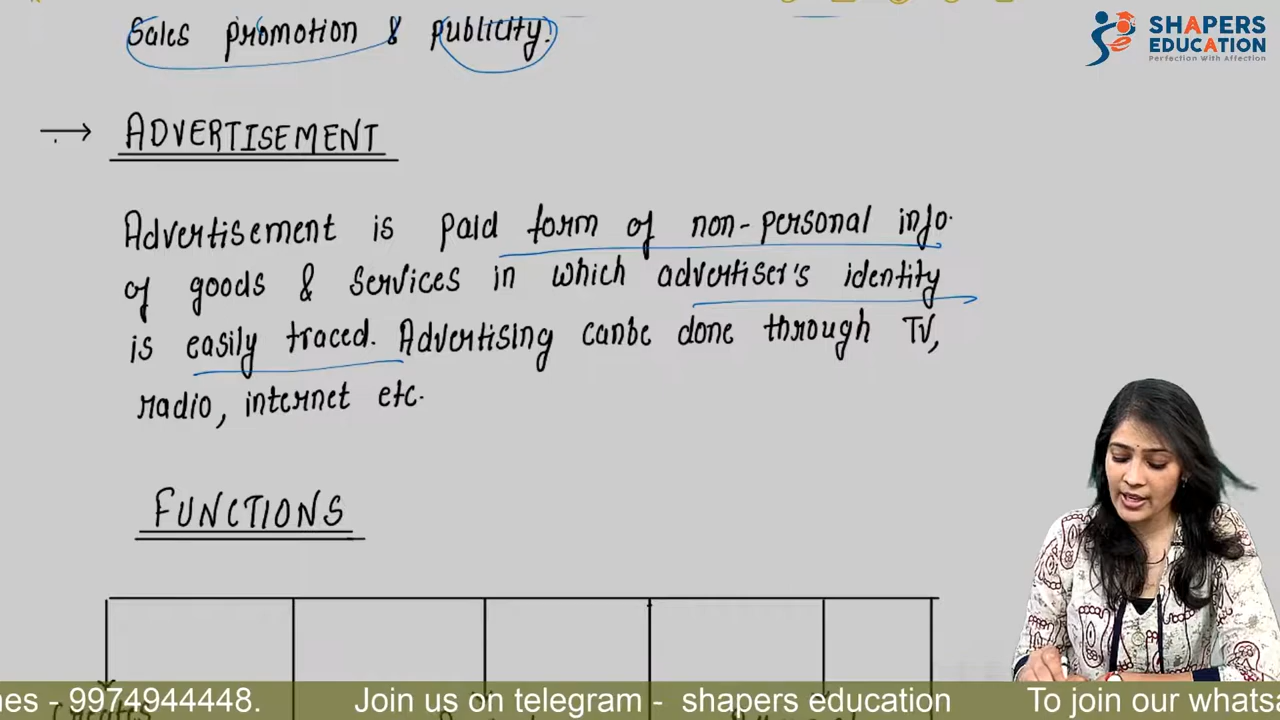 Sales promotion & publicity.
SHAPERS
EDUCATION
Perfection With Affection
→ ADVERTISEMENT
Advertisement is paid form of non-personal info.
of goods & services in which advertiser's identity
is easily traced. Advertising canbe done through TV,
radio, internet etc.
FUNCTIONS
nes - 9974944448. Join us on telegram - shapers education To join our whatsa